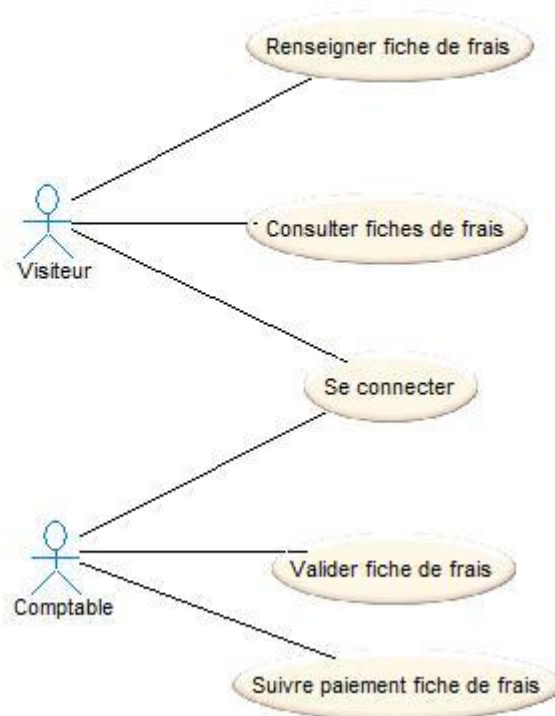 Renseigner fiche de frais
Consulter fiches de frais
Visiteur
Se connecter
Valider fiche de frais
Comptable
Suivre paiement fiche de frais